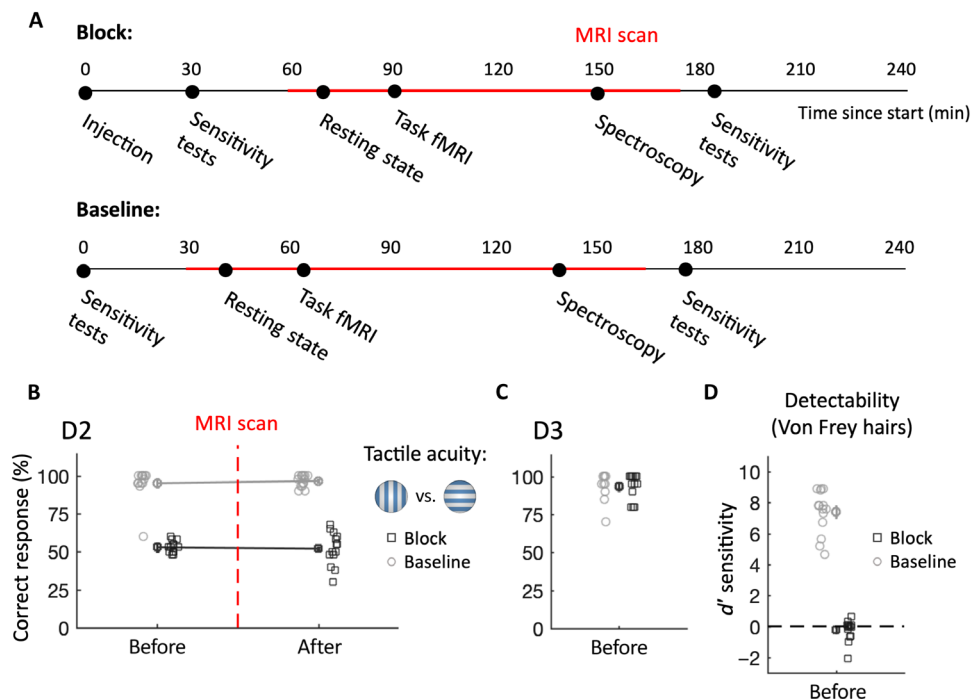 A
Block:
MRI scan
0 30 60 90 120 150 180 210 240
Time since start (min)
Injection
Sensitivity
tests
Resting state
Task fMRI
Spectroscopy
Sensitivity
tests
Baseline:
0 30 60 90 120 150 180 210 240
Sensitivity
tests
Resting state
Task fMRI
Spectroscopy
Sensitivity
tests
B
D2
MRI scan
Correct response (%)
100
75
50
25
0
Before After
Tactile acuity:
vs.
Block
Baseline
C
D3
100
75
50
25
0
Before
D
Detectability
(Von Frey hairs)
d' sensitivity
10
8
6
4
2
0
−2
Block
Baseline
Before